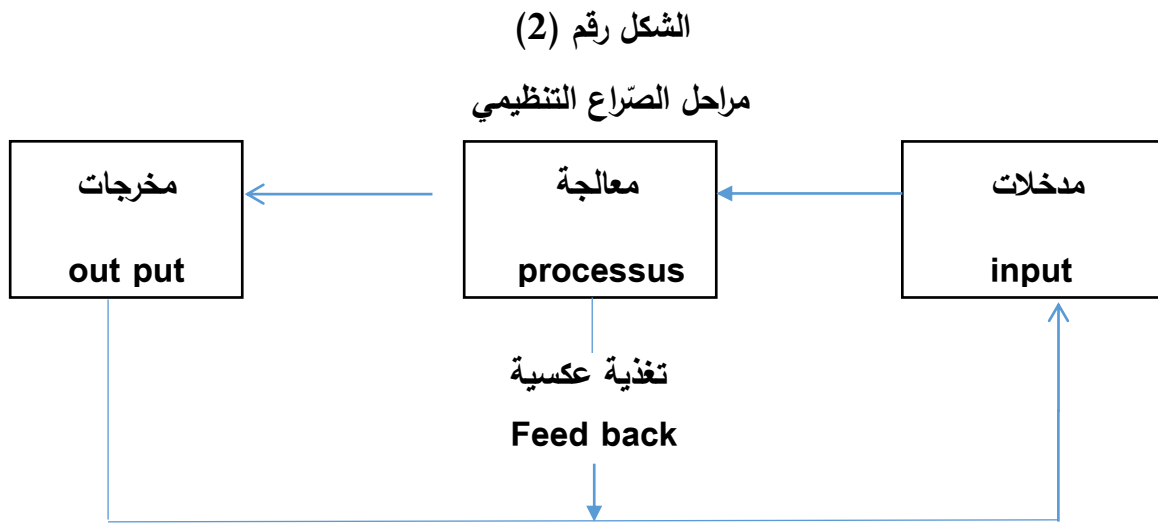 الشكل رقم (2)
مراحل الصّراع التنظيمي
مدخلات
input
معالجة
processus
مخرجات
out put
تغذية عكسية
Feed back